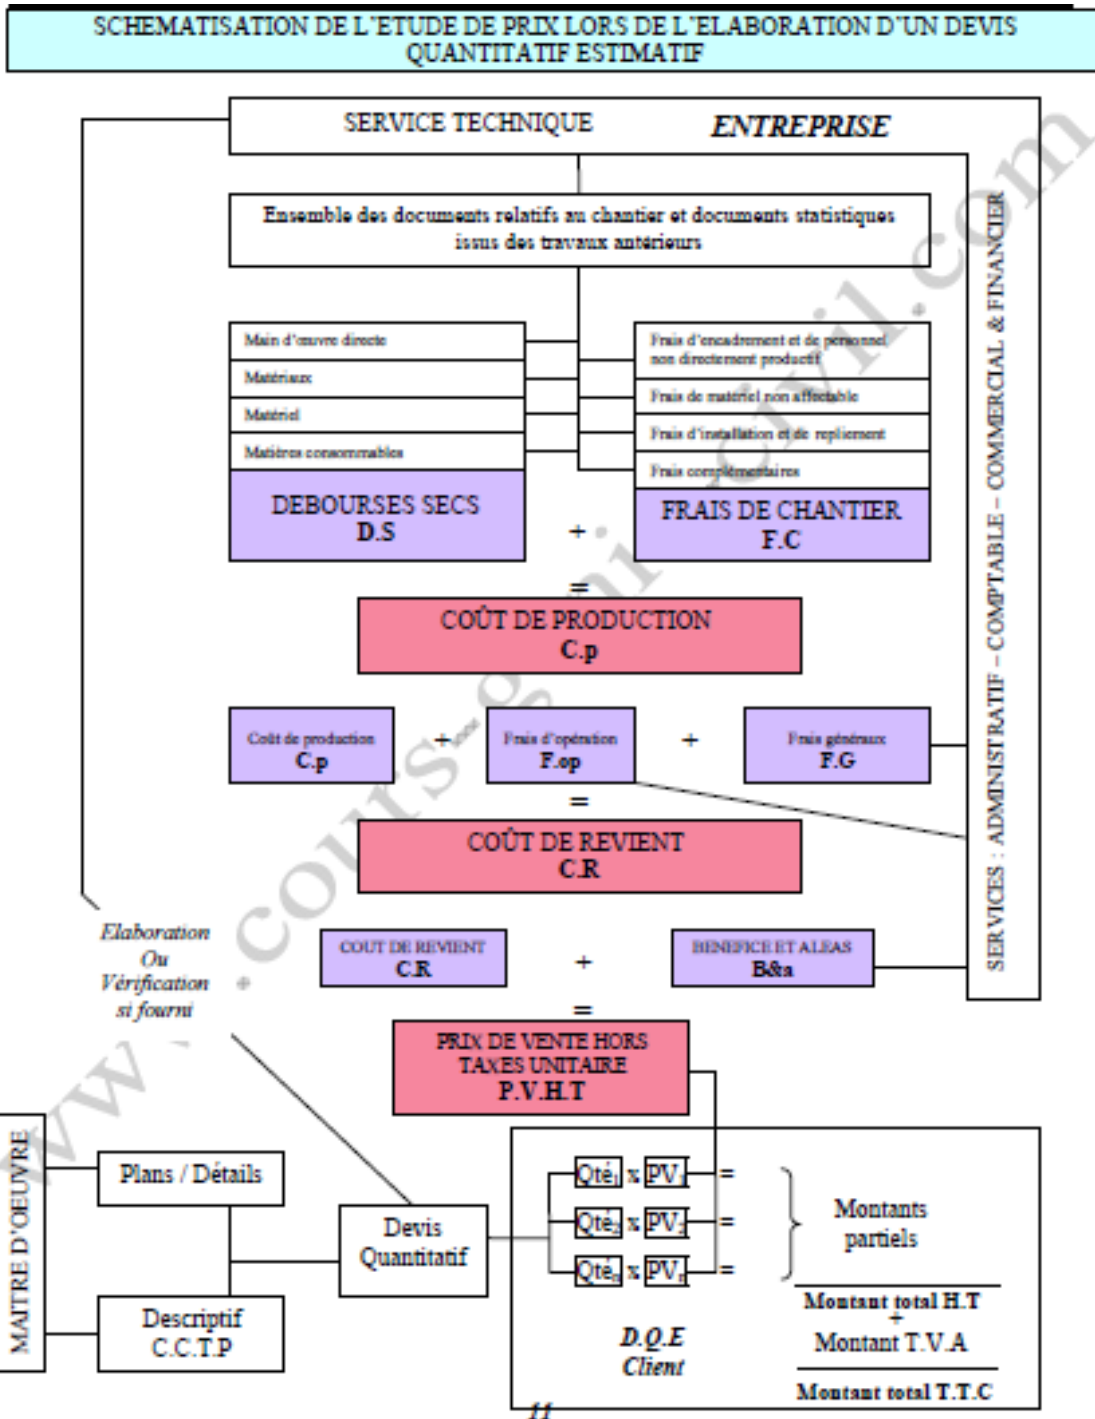 SCHEMATISATION DE L"ETUDE DE PRIX LORS DE L"ELABORATION D"UN DEVIS
QUANTITATIF ESTIMATIF
SERVICE TECHNIQUE ENTREPRISE
Ensemble des documents relatifs au chantier et documents statistiques
issus des travaux antérieurs
Main d'œuvre directe
Matériaux
Matériel
Matières consommables
DEBOURSES SECS
D.S
+
Frais d'encadrement et de personnel
non directement productif
Frais de matériel non affectable
Frais d'installation et de repliement
Frais complémentaires
FRAIS DE CHANTIER
F.C
=
COÛT DE PRODUCTION
C.p
Coût de production
C.p
+
Frais d'opération
F.op
+
Frais généraux
F.G
=
COÛT DE REVIENT
C.R
COUT DE REVIENT
C.R
+
BENEFICE ET ALEAS
B&a
=
PRIX DE VENTE HORS
TAXES UNITAIRE
P.V.H.T
SERVICES : ADMINISTRATIF – COMPTABLE – COMMERCIAL & FINANCIER
Elaboration
Ou
Vérification
si fourni
MAITRE D'OEUVRE
Plans / Détails
Descriptif
C.C.T.P
Devis
Quantitatif
Qté1 x PV1 =
Qté2 x PV2 =
Qtén x PVn =
Montants
partiels
Montant total H.T
+
Montant T.V.A
Montant total T.T.C
D.Q.E
Client
11